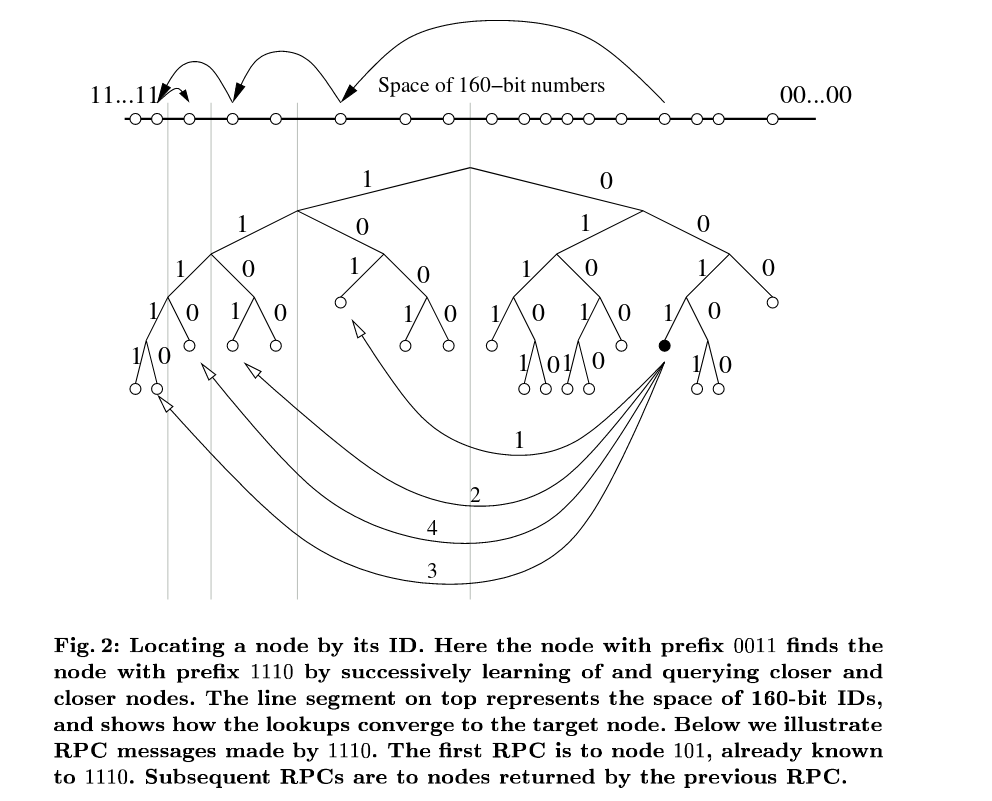 Space of 160−bit numbers
11...11 00...00
1 0
1 0 1 0
1 0 1 0 1 0 1 0
1 0 1 0 1 0 1 0 1 0 1 0
1 0 1 0 1 0 1 0
1
2
4
3
Fig. 2: Locating a node by its ID. Here the node with prefix 0011 finds the
node with prefix 1110 by successively learning of and querying closer and
closer nodes. The line segment on top represents the space of 160-bit IDs,
and shows how the lookups converge to the target node. Below we illustrate
RPC messages made by 1110. The first RPC is to node 101, already known
to 1110. Subsequent RPCs are to nodes returned by the previous RPC.